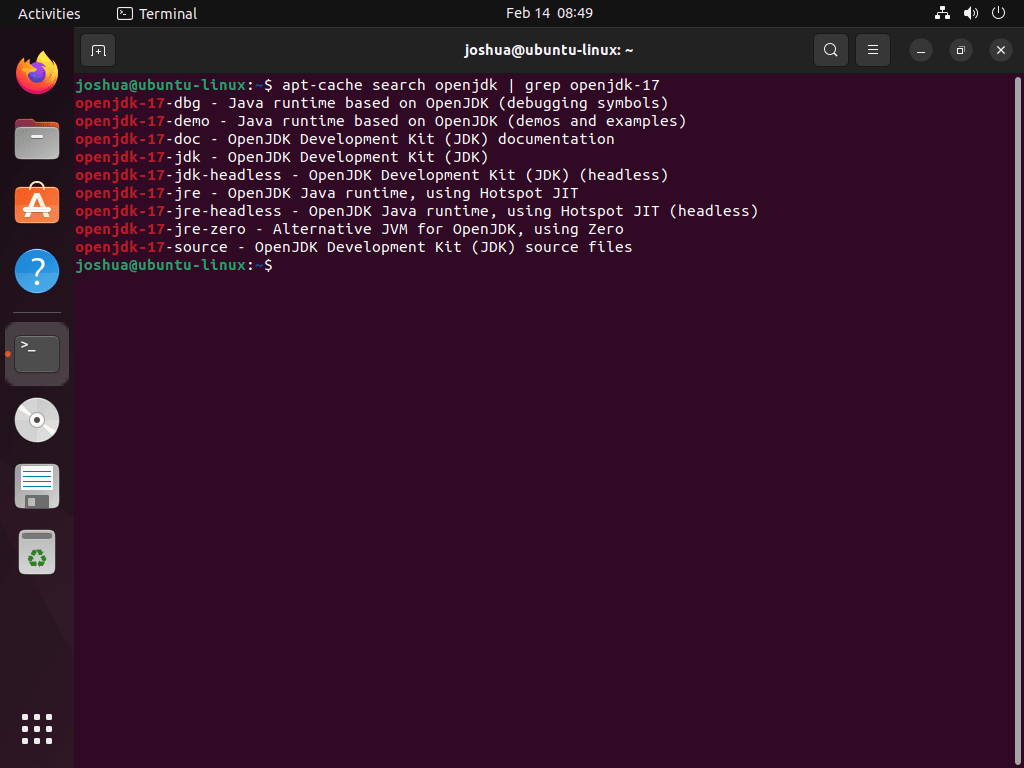 Activities Terminal Feb 14 08:49
joshua@ubuntu-linux: ~
joshua@ubuntu-linux:~$ apt-cache search openjdk | grep openjdk-17
openjdk-17-dbg - Java runtime based on OpenJDK (debugging symbols)
openjdk-17-demo - Java runtime based on OpenJDK (demos and examples)
openjdk-17-doc - OpenJDK Development Kit (JDK) documentation
openjdk-17-jdk - OpenJDK Development Kit (JDK)
openjdk-17-jdk-headless - OpenJDK Development Kit (JDK) (headless)
openjdk-17-jre - OpenJDK Java runtime, using Hotspot JIT
openjdk-17-jre-headless - OpenJDK Java runtime, using Hotspot JIT (headless)
openjdk-17-jre-zero - Alternative JVM for OpenJDK, using Zero
openjdk-17-source - OpenJDK Development Kit (JDK) source files
joshua@ubuntu-linux:~$